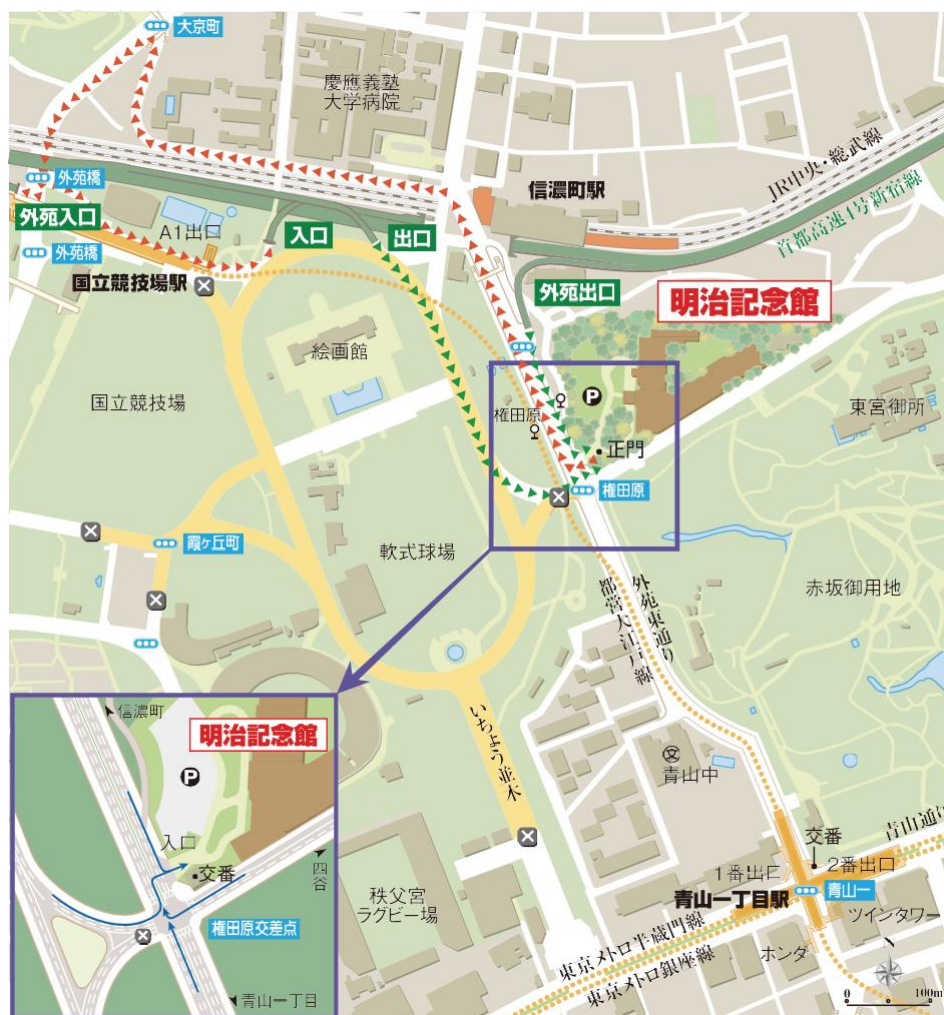 大京町
慶應義塾
大学病院
JR中央・総武線
首都高速4号新宿線
信濃町駅
外苑橋
外苑入口
A1出口
入口
出口
外苑橋
国立競技場駅
外苑出口
明治記念館
絵画館
国立競技場
権田原
P
正門
東宮御所
権田原
霞ヶ丘町
軟式球場
赤坂御用地
外苑東通り
都営大江戸線
いちょう並木
文
青山中
秩父宮
ラグビー場
1番出口
交番
2番出口
青山通り
青山一丁目駅
青山一
ツインタワー
ホンダ
東京メトロ半蔵門線
東京メトロ銀座線
0 100m
信濃町
明治記念館
P
入口
交番
四谷
権田原交差点
青山一丁目